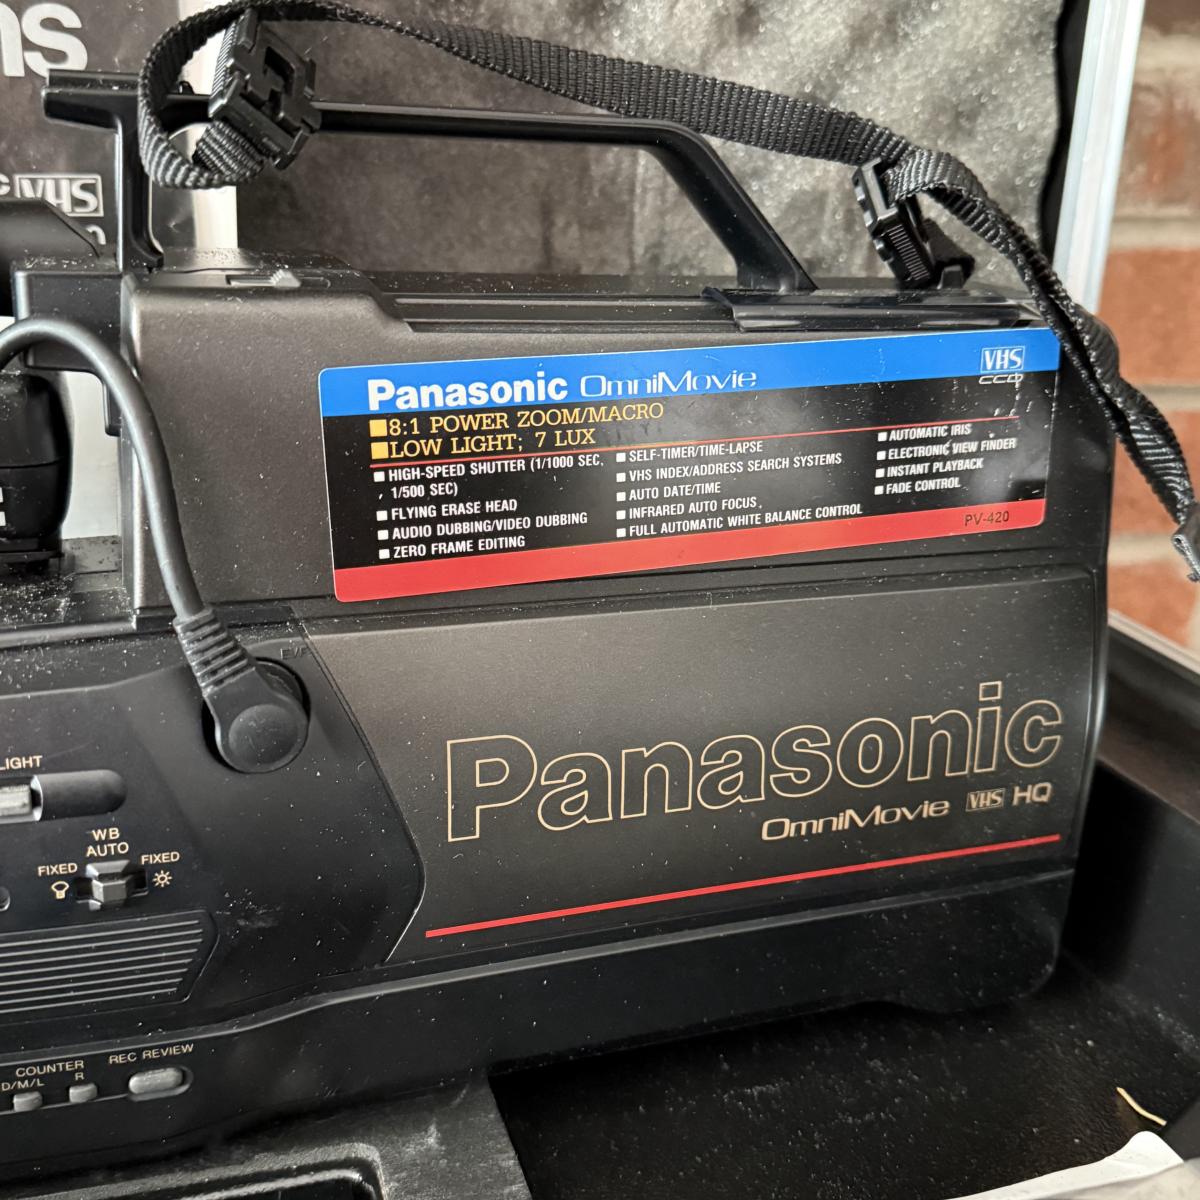 ns
VHS
Panasonic OmniMovie
VHS
CCD
8:1 POWER ZOOM/MACRO
LOW LIGHT; 7 LUX
HIGH-SPEED SHUTTER (1/1000 SEC,
1/500 SEC)
FLYING ERASE HEAD
AUDIO DUBBING/VIDEO DUBBING
ZERO FRAME EDITING
SELF-TIMER/TIME-LAPSE
VHS INDEX/ADDRESS SEARCH SYSTEMS
AUTO DATE/TIME
INFRARED AUTO FOCUS
FULL AUTOMATIC WHITE BALANCE CONTROL
AUTOMATIC IRIS
ELECTRONIC VIEW FINDER
INSTANT PLAYBACK
FADE CONTROL
PV-420
Panasonic
OmniMovie VHS HQ
LIGHT
WB
AUTO
FIXED
FIXED
COUNTER
D/M/L
R
REC REVIEW